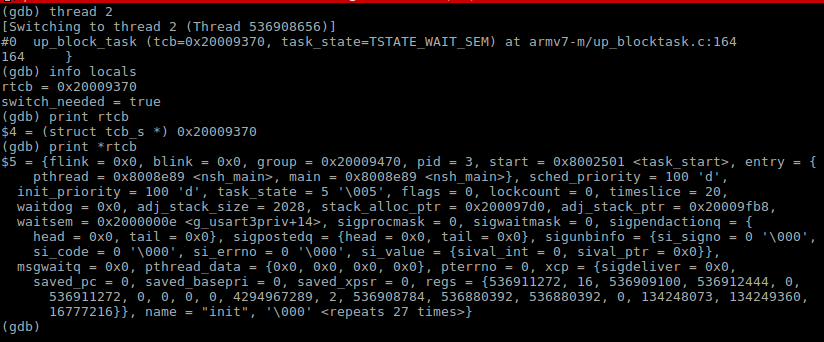 (gdb) thread 2
[Switching to thread 2 (Thread 536908656)]
#0  up_block_task (tcb=0x20009370, task_state=TSTATE_WAIT_SEM) at armv7-m/up_blocktask.c:164
164     }
(gdb) info locals
rtcb = 0x20009370
switch_needed = true
(gdb) print rtcb
$4 = (struct tcb_s *) 0x20009370
(gdb) print *rtcb
$5 = {flink = 0x0, blink = 0x0, group = 0x20009470, pid = 3, start = 0x8002501 <task_start>, entry = {
    pthread = 0x8008e89 <nsh_main>, main = 0x8008e89 <nsh_main>}, sched_priority = 100 'd',
  init_priority = 100 'd', task_state = 5 '\005', flags = 0, lockcount = 0, timeslice = 20,
  waitdog = 0x0, adj_stack_size = 2028, stack_alloc_ptr = 0x200097d0, adj_stack_ptr = 0x20009fb8,
  waitsem = 0x2000000e <g_usart3priv+14>, sigprocmask = 0, sigwaitmask = 0, sigpendactionq = {
    head = 0x0, tail = 0x0}, sigpostedq = {head = 0x0, tail = 0x0}, sigunbinfo = {si_signo = 0 '\000',
    si_code = 0 '\000', si_errno = 0 '\000', si_value = {sival_int = 0, sival_ptr = 0x0}},
  msgwaitq = 0x0, pthread_data = {0x0, 0x0, 0x0, 0x0}, pterrno = 0, xcp = {sigdeliver = 0x0,
    saved_pc = 0, saved_basepri = 0, saved_xpsr = 0, regs = {536911272, 16, 536909100, 536912444, 0,
      536911272, 0, 0, 0, 0, 4294967289, 2, 536908784, 536880392, 536880392, 0, 134248073, 134249360,
      16777216}}, name = "init", '\000' <repeats 27 times>}
(gdb)